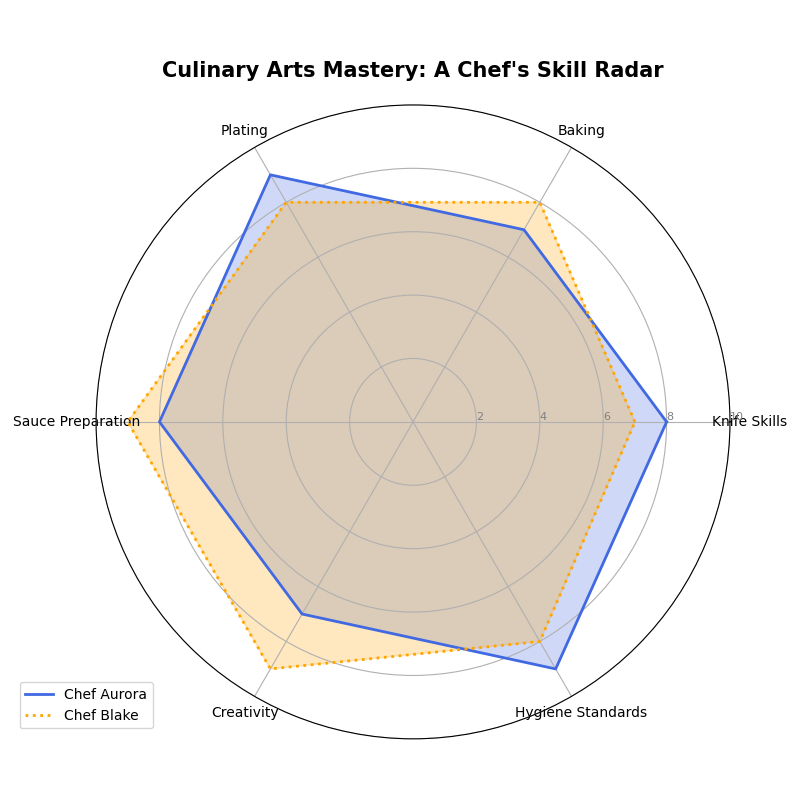 Culinary Arts Mastery: A Chef's Skill Radar
Plating
Baking
Sauce Preparation
2
4
6
8
10
Knife Skills
Creativity
Hygiene Standards
Chef Aurora
Chef Blake